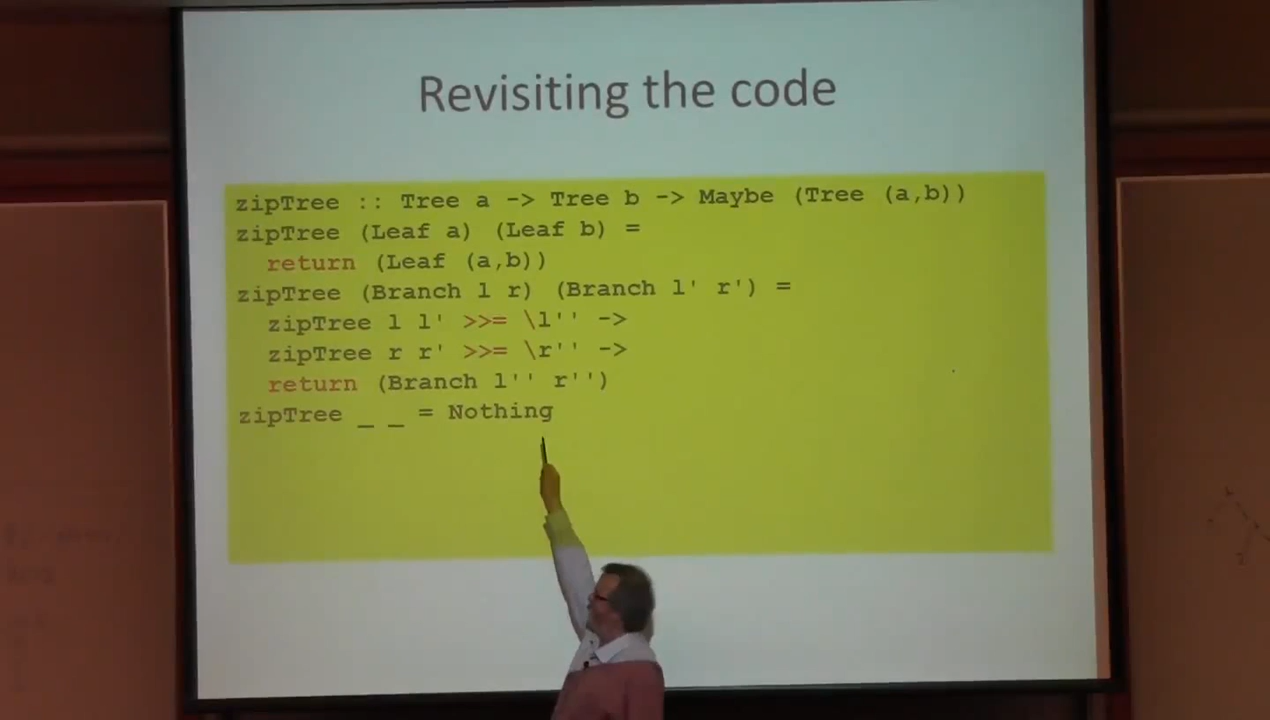 Revisiting the code
zipTree :: Tree a -> Tree b -> Maybe (Tree (a,b))
zipTree (Leaf a) (Leaf b) =
return (Leaf (a,b))
zipTree (Branch l r) (Branch l' r') =
zipTree l l' >>= \l'' ->
zipTree r r' >>= \r'' ->
return (Branch l'' r'')
zipTree _ _ = Nothing